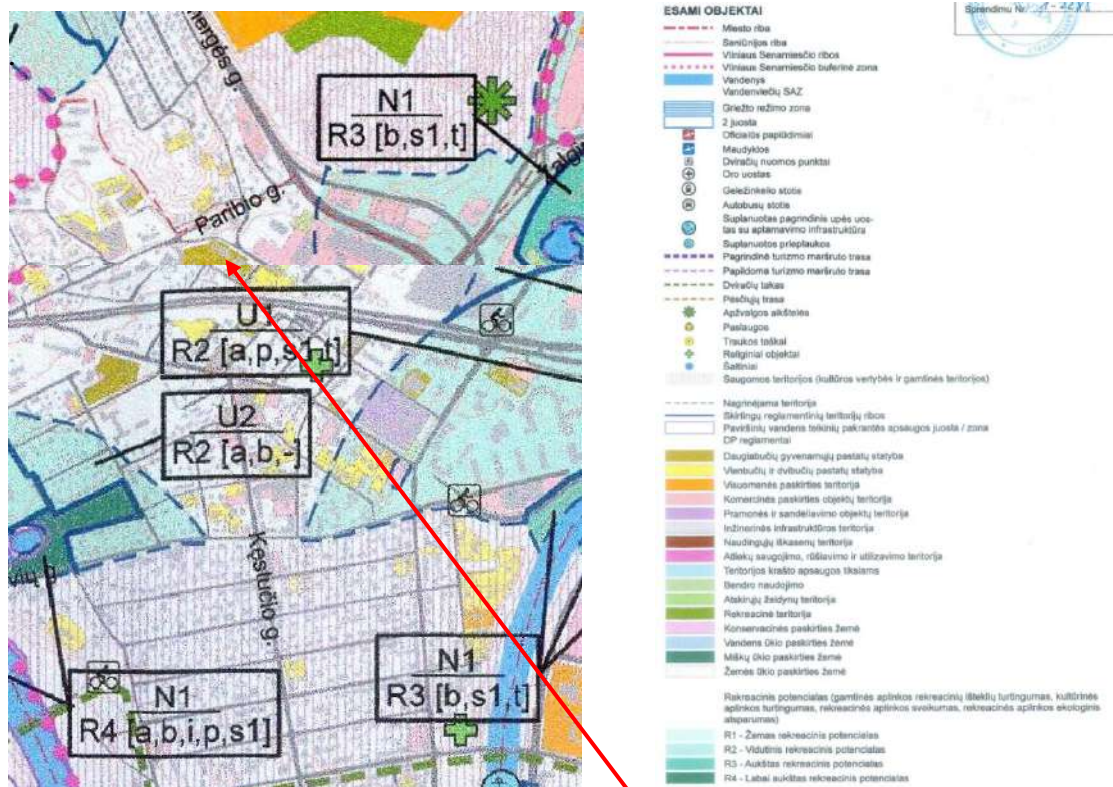 nergės g.
N1
R3 [b,s1,t]
Paribio g.
U1
R2 [a,p,s1,t]
U2
R2 [a,b,-]
Kęstučio g.
N1
R4 [a,b,i,p,s1]
N1
R3 [b,s1,t]
Sprendimu Nr. 1-2283
ESAMI OBJEKTAI
Miesto riba
Seniūnijos riba
Vilniaus Senamiesčio ribos
Vilniaus Senamiesčio buferinė zona
Vandenys
Vandenviečių SAZ
Griežto režimo zona
2 juosta
Oficialūs paplūdimiai
Maudyklos
Dviračių nuomos punktai
Oro uostas
Geležinkelio stotis
Autobusų stotis
Suplanuotas pagrindinis upės uos-
tas su aptarnavimo infrastruktūra
Suplanuotos prieplaukos
Pagrindinė turizmo maršruto trasa
Papildoma turizmo maršruto trasa
Dviračių takas
Pėsčiųjų trasa
Apžvalgos aikštelės
Paslaugos
Traukos taškai
Religiniai objektai
Šaltiniai
Saugomos teritorijos (kultūros vertybės ir gamtinės teritorijos)
Nagrinėjama teritorija
Skirtingų reglamentinių teritorijų ribos
Paviršinių vandens telkinių pakrantės apsaugos juosta / zona
DP reglamentai
Daugiabučių gyvenamųjų pastatų statyba
Vienbučių ir dvibučių pastatų statyba
Visuomenės paskirties teritorija
Komercinės paskirties objektų teritorija
Pramonės ir sandėliavimo objektų teritorija
Inžinerinės infrastruktūros teritorija
Naudingųjų iškasenų teritorija
Atliekų saugojimo, rūšiavimo ir utilizavimo teritorija
Teritorijos krašto apsaugos tikslams
Bendro naudojimo
Atskirųjų želdynų teritorija
Rekreacinė teritorija
Konservacinės paskirties žemė
Vandens ūkio paskirties žemė
Miškų ūkio paskirties žemė
Žemės ūkio paskirties žemė
Rekreacinis potencialas (gamtinės aplinkos rekreacinių išteklių turtingumas, kultūrinės
aplinkos turtingumas, rekreacinės aplinkos sveikumas, rekreacinės aplinkos ekologinis
atsparumas)
R1 - Žemas rekreacinis potencialas
R2 - Vidutinis rekreacinis potencialas
R3 - Aukštas rekreacinis potencialas
R4 - Labai aukštas rekreacinis potencialas